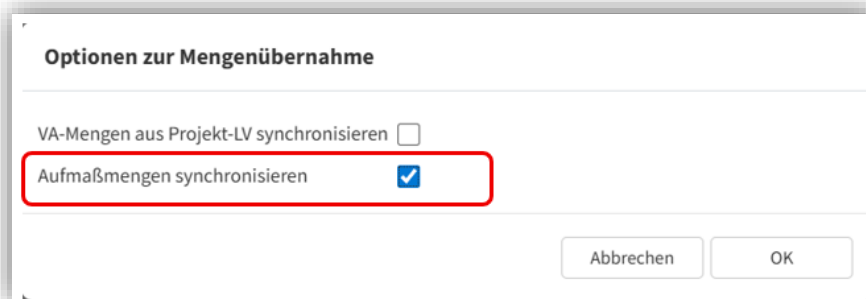 Optionen zur Mengenübernahme
VA-Mengen aus Projekt-LV synchronisieren
Aufmaßmengen synchronisieren
Abbrechen OK